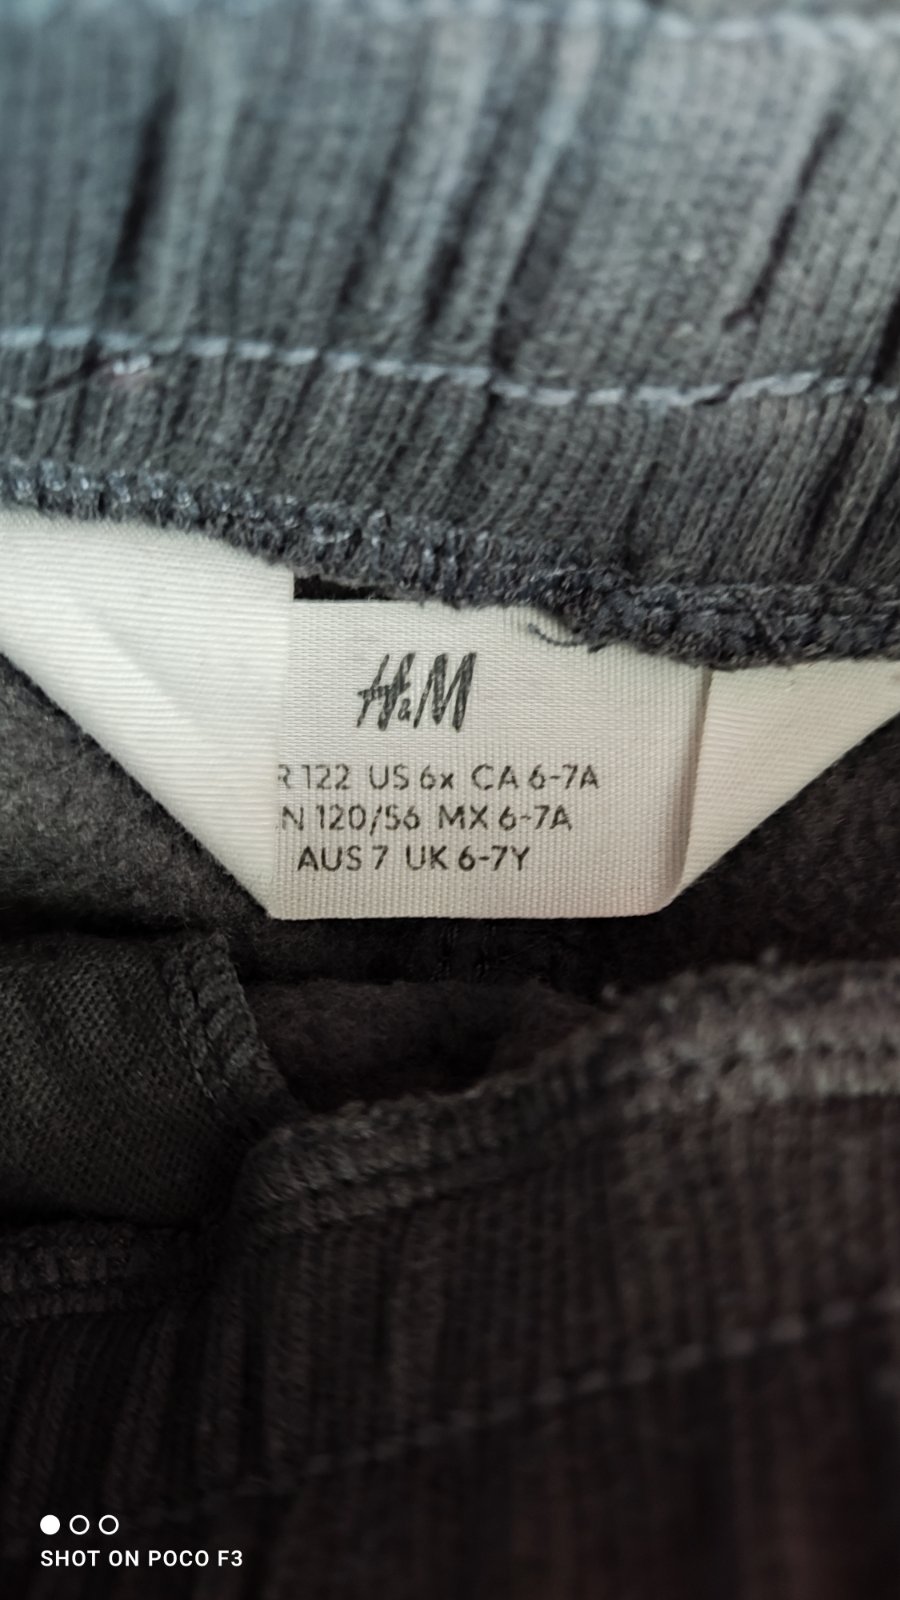 H&M
R 122 US 6x CA 6-7A
N 120/56 MX 6-7A
AUS 7 UK 6-7Y
SHOT ON POCO F3